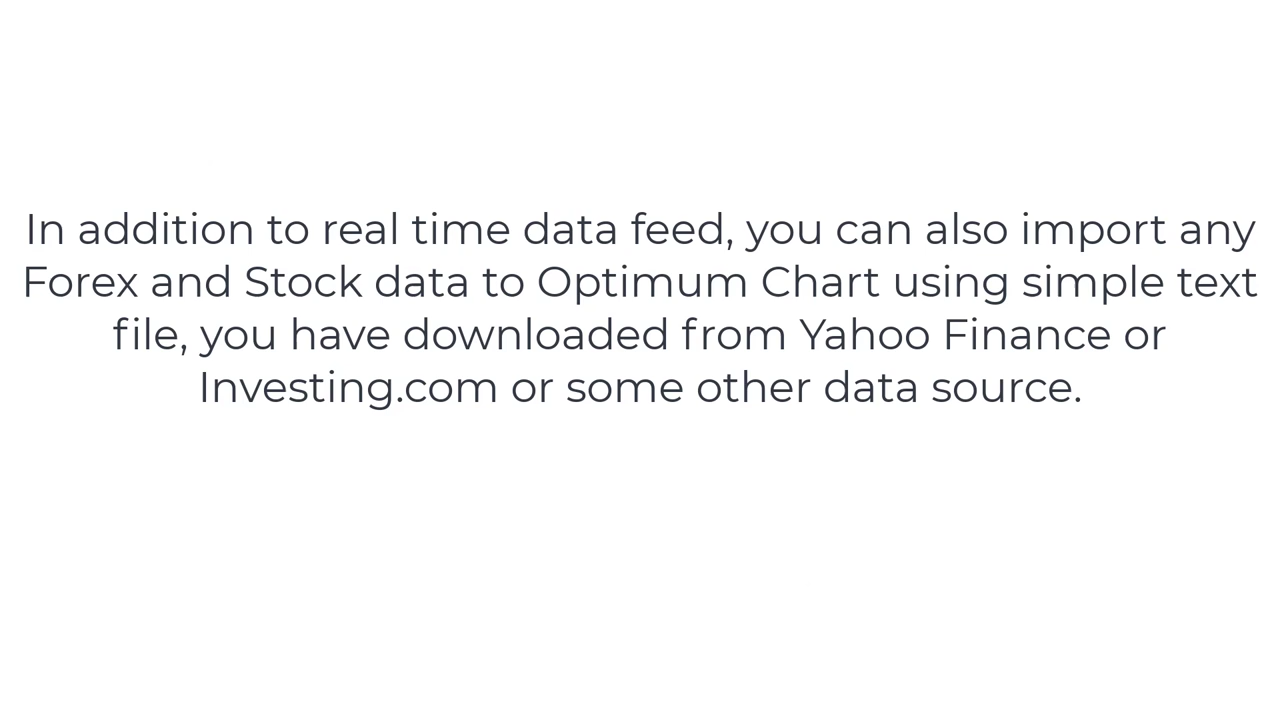 In addition to real time data feed, you can also import any
Forex and Stock data to Optimum Chart using simple text
file, you have downloaded from Yahoo Finance or
Investing.com or some other data source.